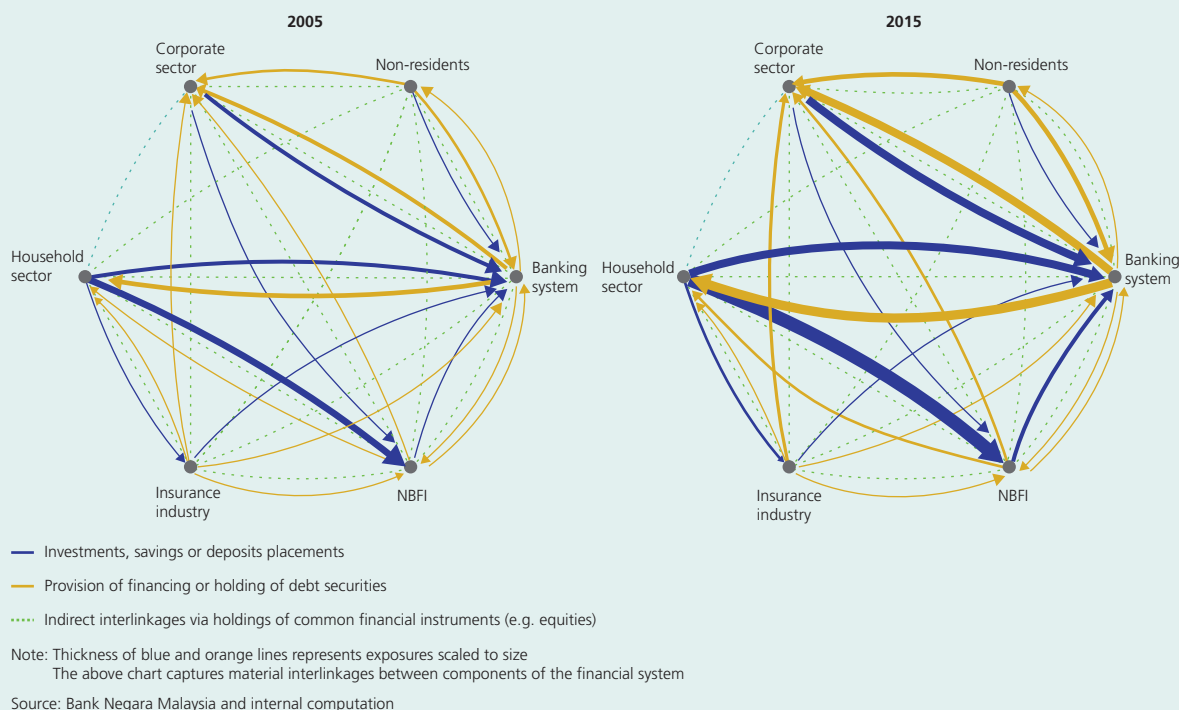 2005
Corporate
sector
Non-residents
Household
sector
Banking
system
Insurance
industry
NBFI
2015
Corporate
sector
Non-residents
Household
sector
Banking
system
Insurance
industry
NBFI
Investments, savings or deposits placements
Provision of financing or holding of debt securities
Indirect interlinkages via holdings of common financial instruments (e.g. equities)
Note: Thickness of blue and orange lines represents exposures scaled to size
The above chart captures material interlinkages between components of the financial system
Source: Bank Negara Malaysia and internal computation